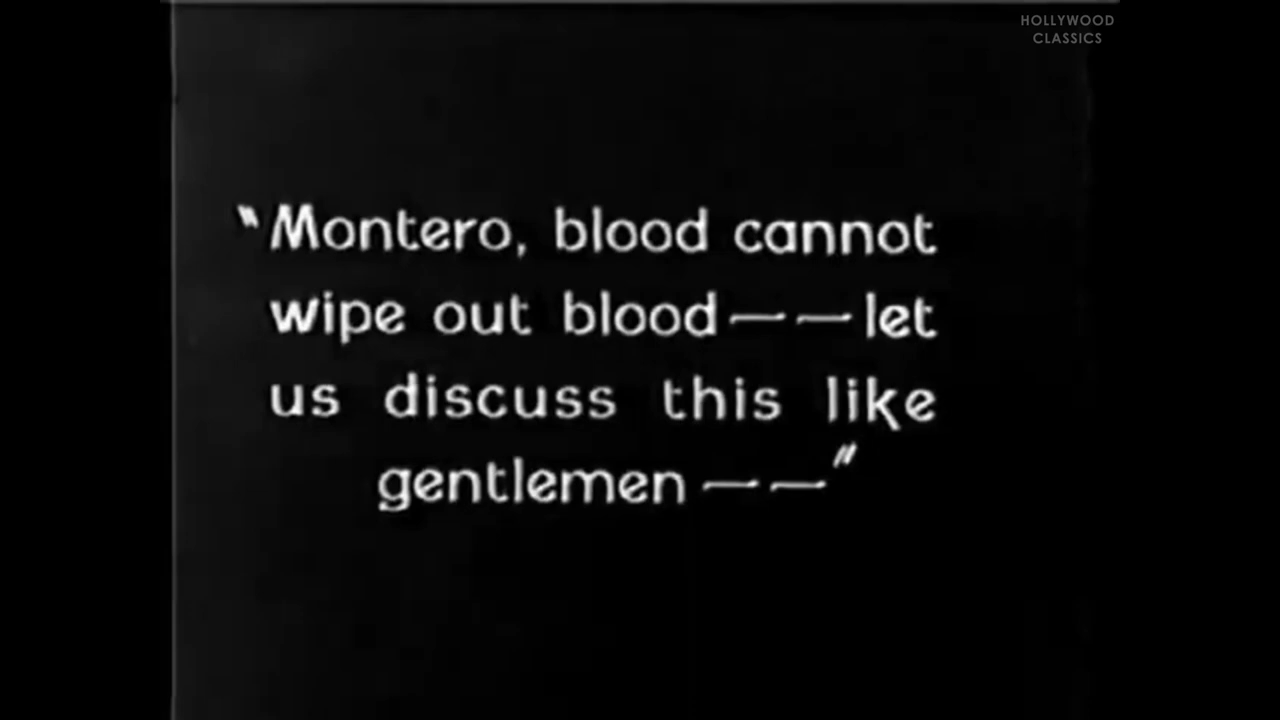 HOLLYWOOD
CLASSICS
"Montero, blood cannot
wipe out blood——let
us discuss this like
gentlemen——"